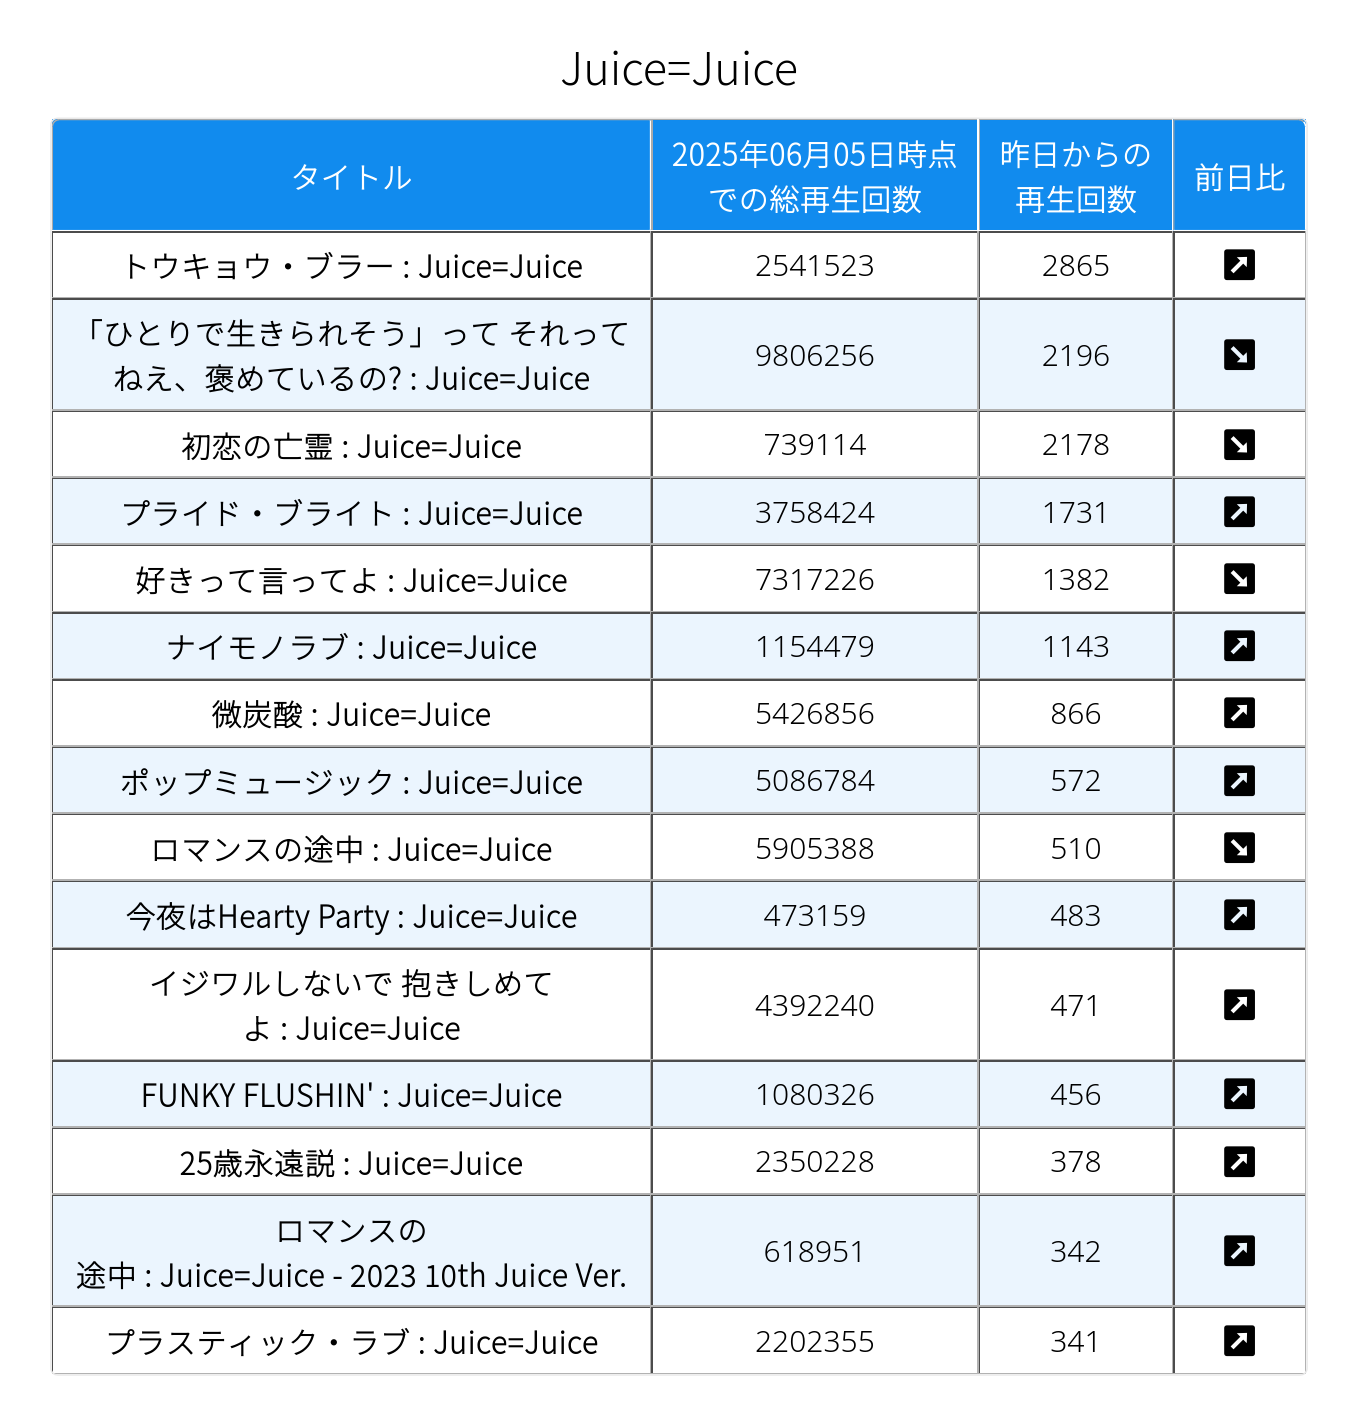 Juice=Juice
タイトル
2025年06月05日時点
での総再生回数
昨日からの
再生回数
前日比
トウキョウ・ブラー : Juice=Juice
2541523
2865
「ひとりで生きられそう」って それって
ねえ、褒めているの? : Juice=Juice
9806256
2196
初恋の亡霊 : Juice=Juice
739114
2178
プライド・ブライト : Juice=Juice
3758424
1731
好きって言ってよ : Juice=Juice
7317226
1382
ナイモノラブ : Juice=Juice
1154479
1143
微炭酸 : Juice=Juice
5426856
866
ポップミュージック : Juice=Juice
5086784
572
ロマンスの途中 : Juice=Juice
5905388
510
今夜はHearty Party : Juice=Juice
473159
483
イジワルしないで 抱きしめて
よ : Juice=Juice
4392240
471
FUNKY FLUSHIN' : Juice=Juice
1080326
456
25歳永遠説 : Juice=Juice
2350228
378
ロマンスの
途中 : Juice=Juice - 2023 10th Juice Ver.
618951
342
プラスティック・ラブ : Juice=Juice
2202355
341